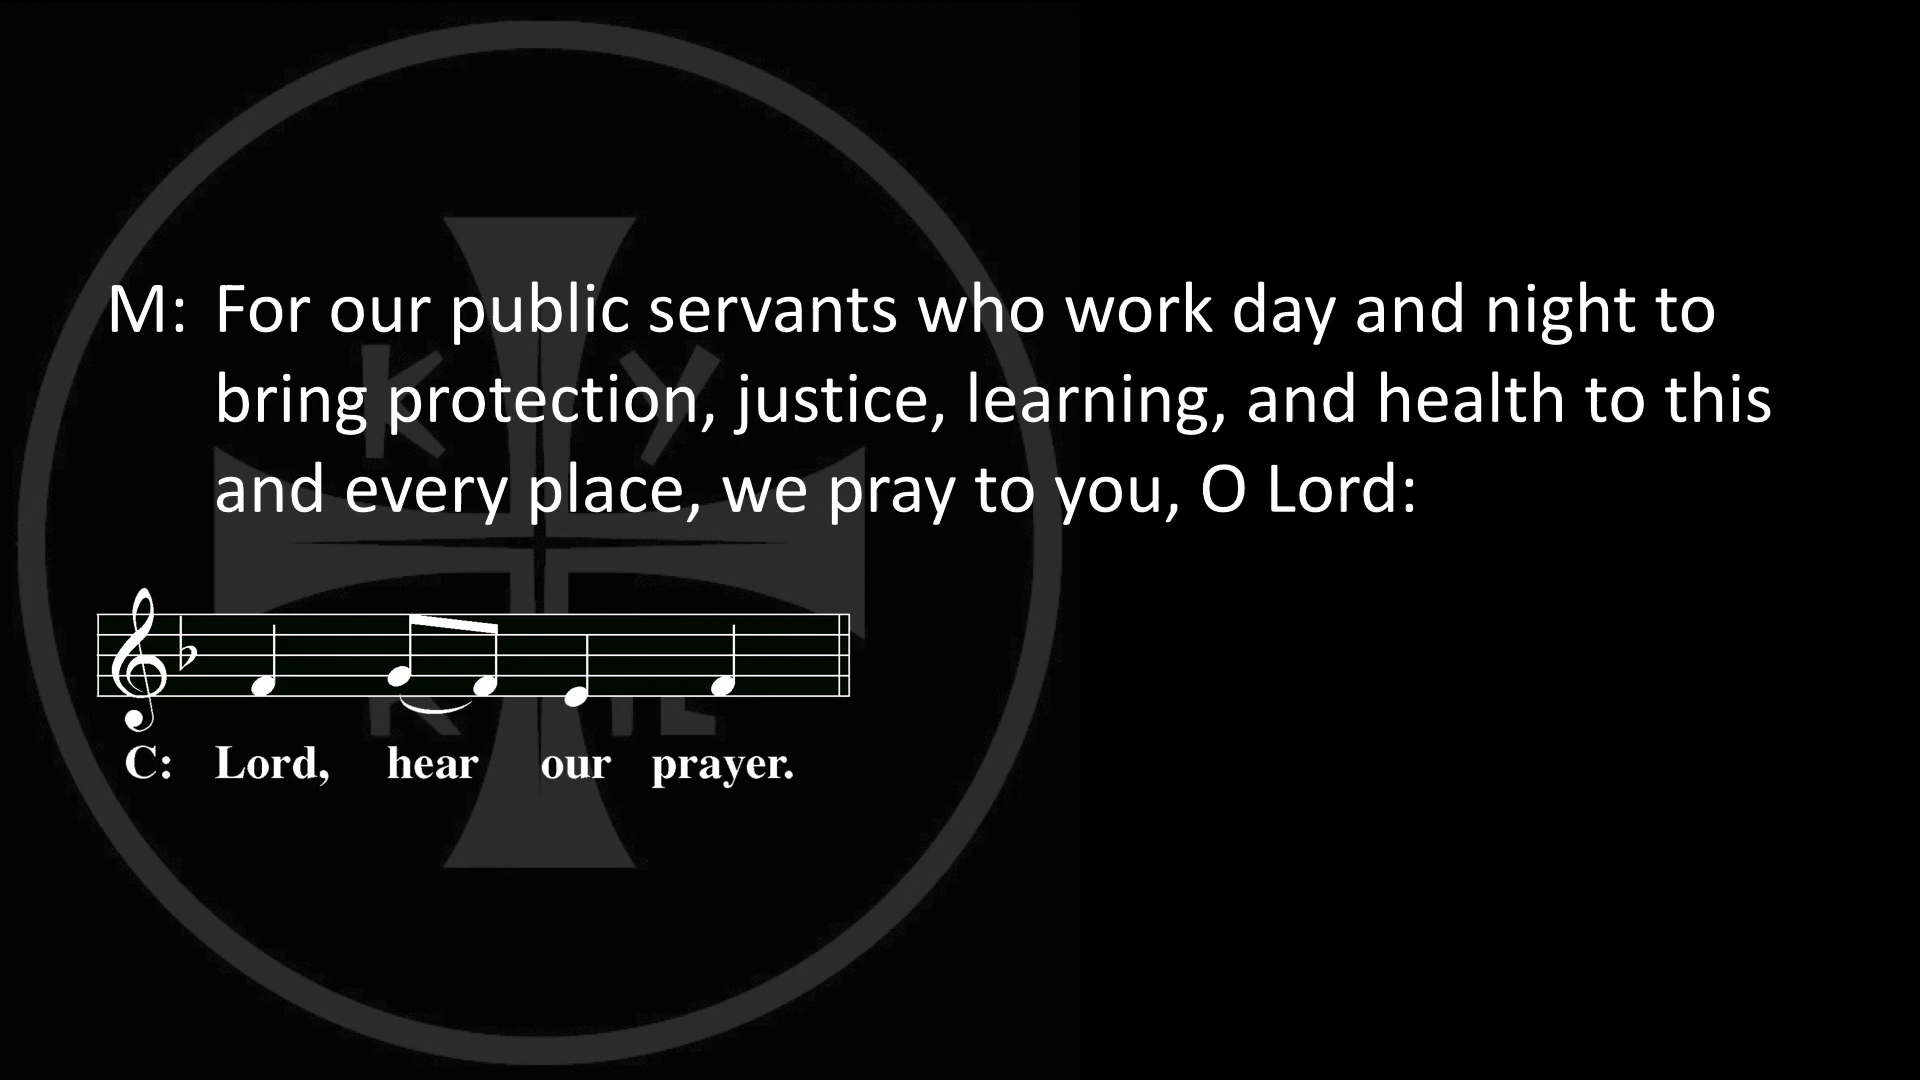 M: For our public servants who work day and night to
bring protection, justice, learning, and health to this
and every place, we pray to you, O Lord:
K Y
C: Lord, hear our prayer.